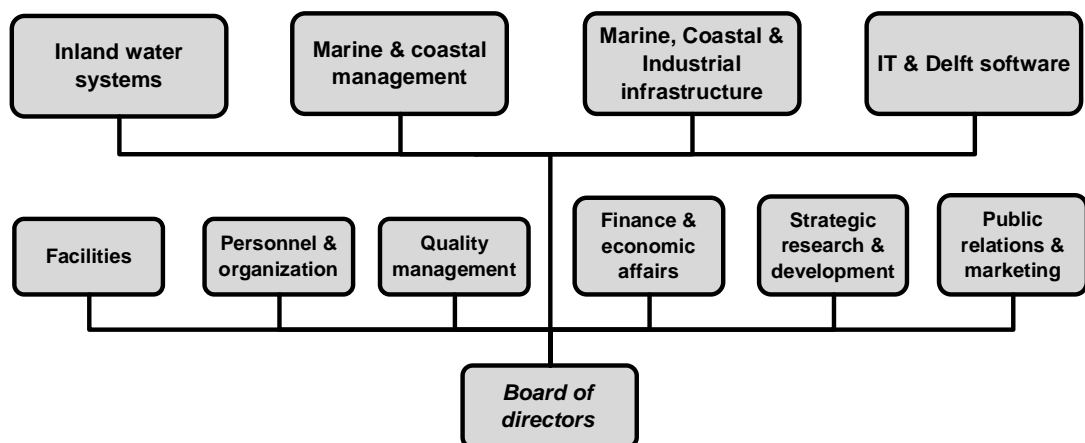 Inland water
systems
Marine & coastal
management
Marine, Coastal &
Industrial
infrastructure
IT & Delft software
Facilities
Personnel &
organization
Quality
management
Finance &
economic
affairs
Strategic
research &
development
Public
relations &
marketing
Board of
directors